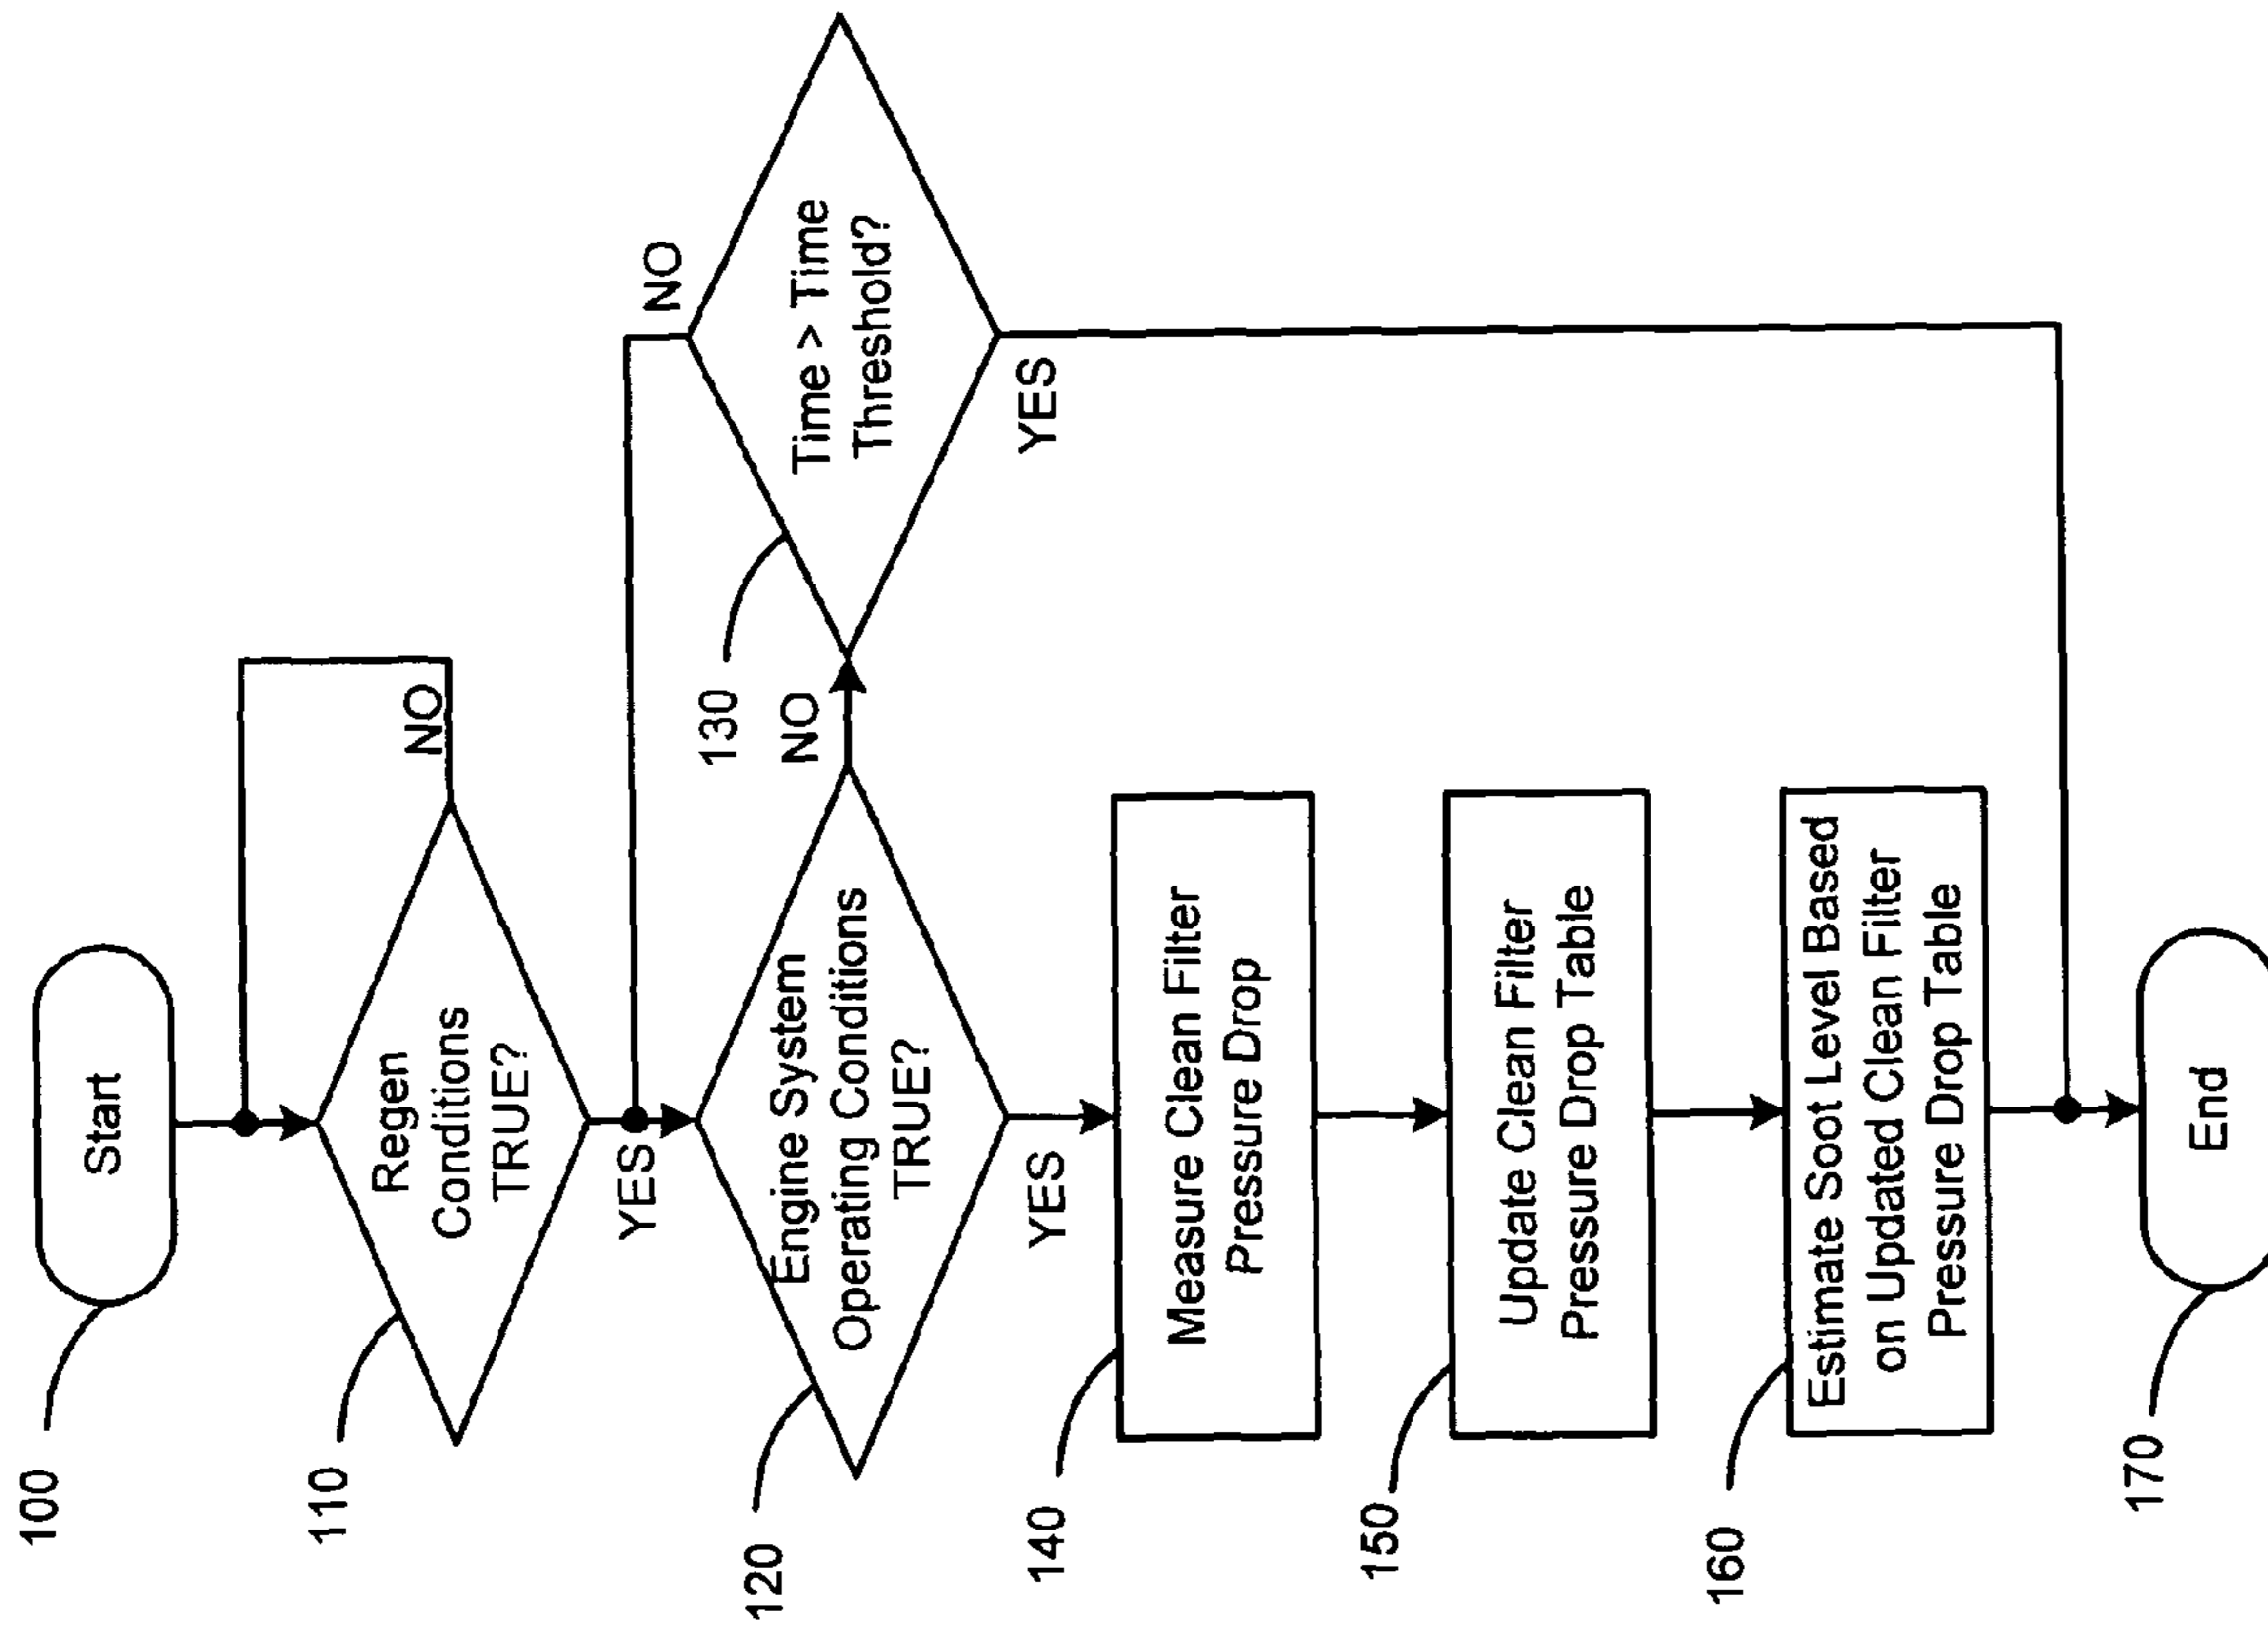 100
Start
110
Regen
Conditions
TRUE?
NO
YES
120
Engine System
Operating Conditions
TRUE?
NO
130
Time > Time
Threshold?
NO
YES
YES
140
Measure Clean Filter
Pressure Drop
150
Update Clean Filter
Pressure Drop Table
160
Estimate Soot Level Based
on Updated Clean Filter
Pressure Drop Table
170
End